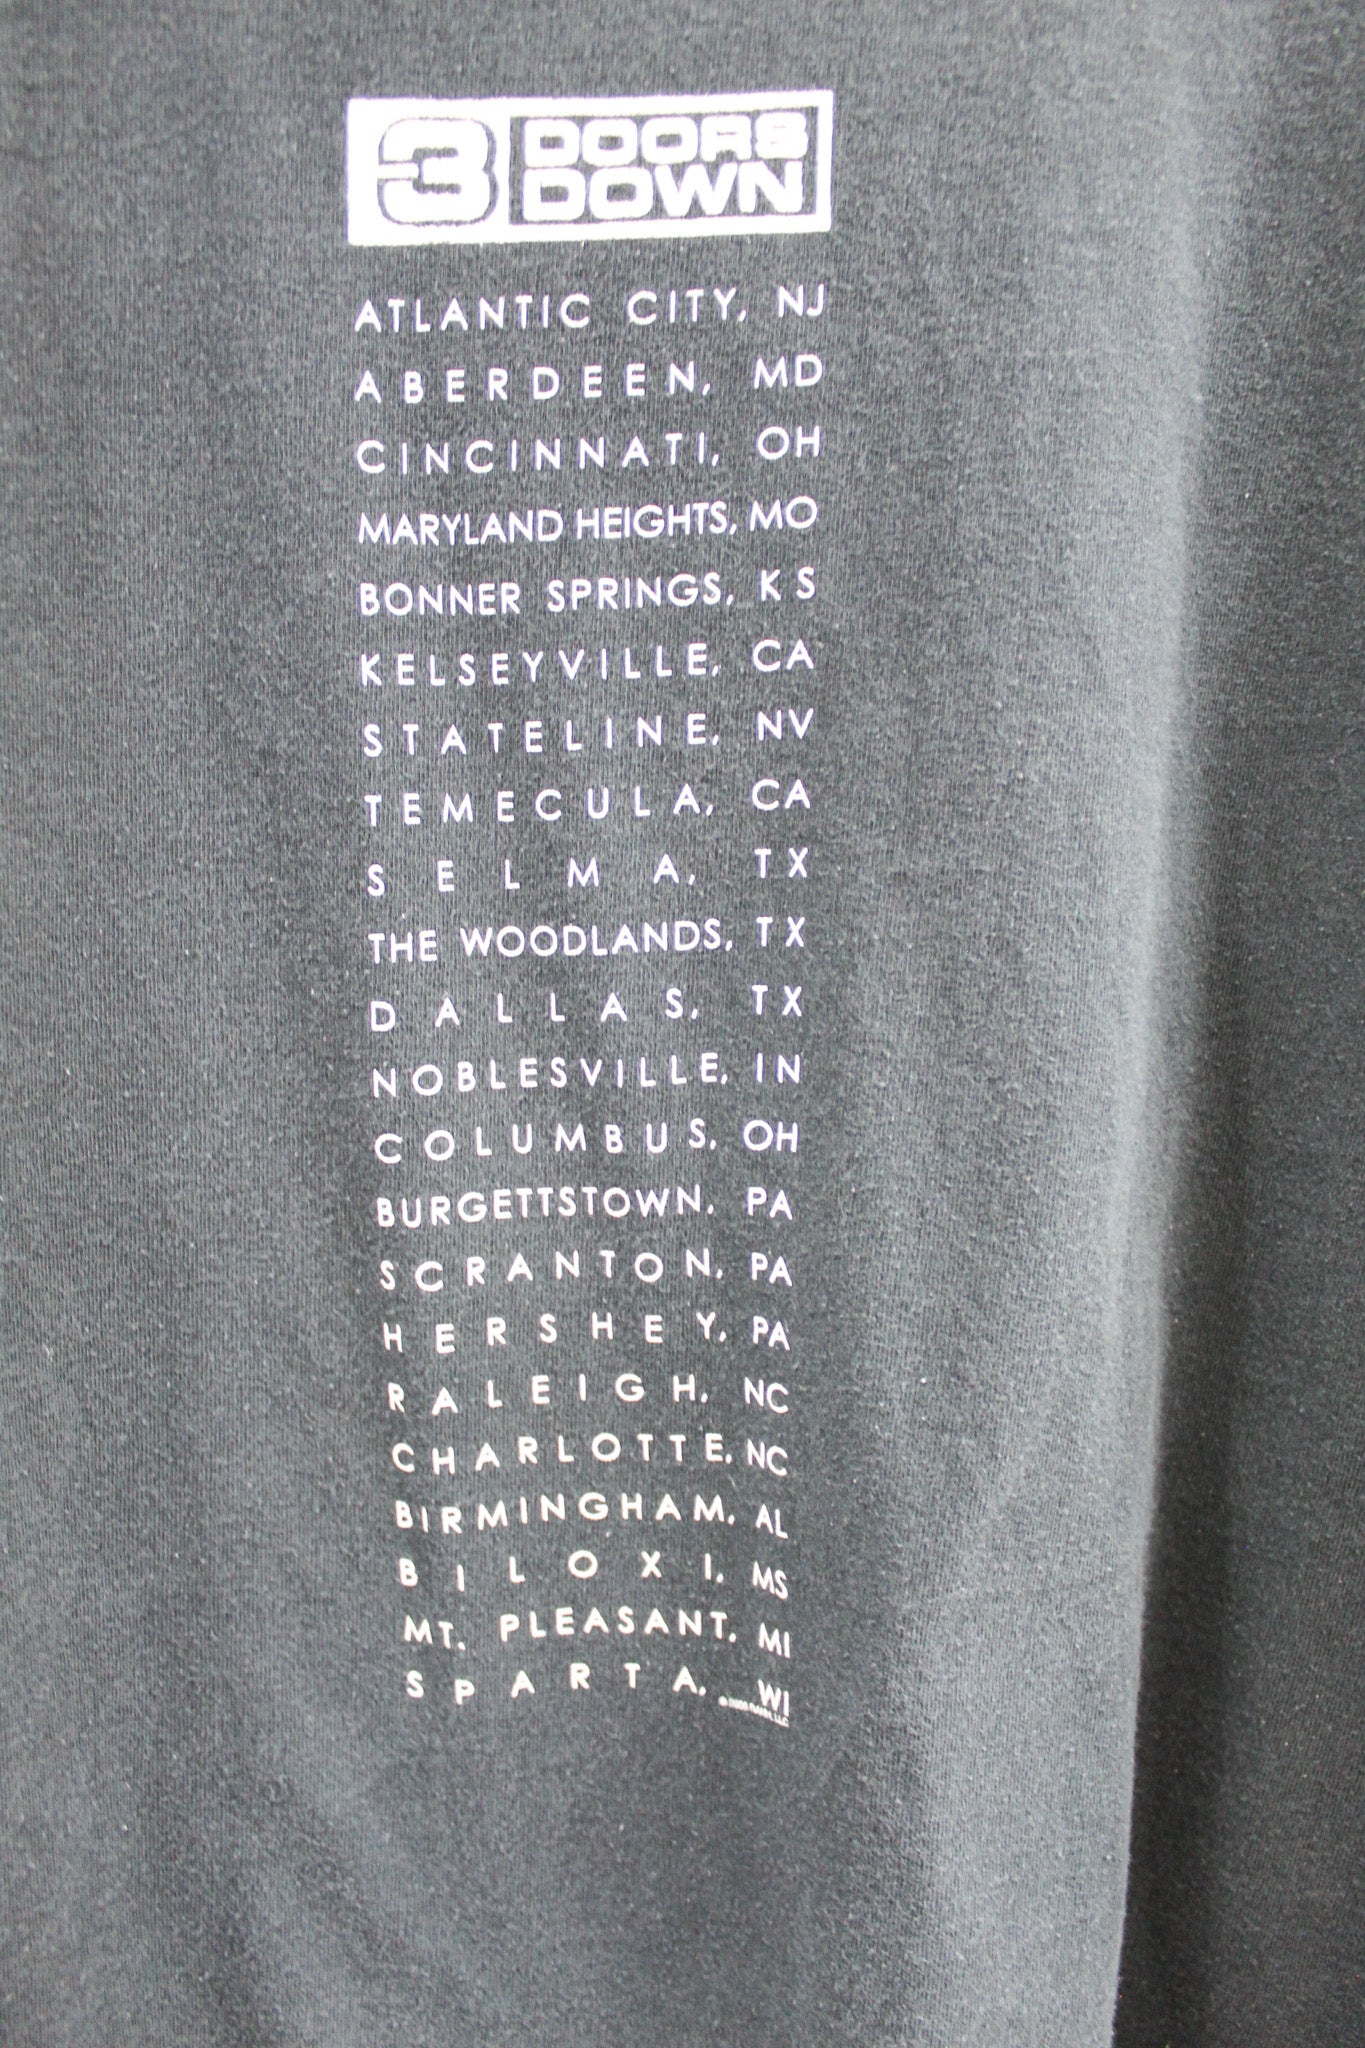 3 DOORS DOWN
ATLANTIC CITY, NJ
ABERDEEN, MD
CINCINNATI, OH
MARYLAND HEIGHTS, MO
BONNER SPRINGS, KS
KELSEYVILLE, CA
STATELINE, NV
TEMECULA, CA
SELMA, TX
THE WOODLANDS, TX
DALLAS, TX
NOBLESVILLE, IN
COLUMBUS, OH
BURGETTSTOWN, PA
SCRANTON, PA
HERSHEY, PA
RALEIGH, NC
CHARLOTTE, NC
BIRMINGHAM, AL
BILOXI, MS
MT. PLEASANT, MI
SPARTA, WI